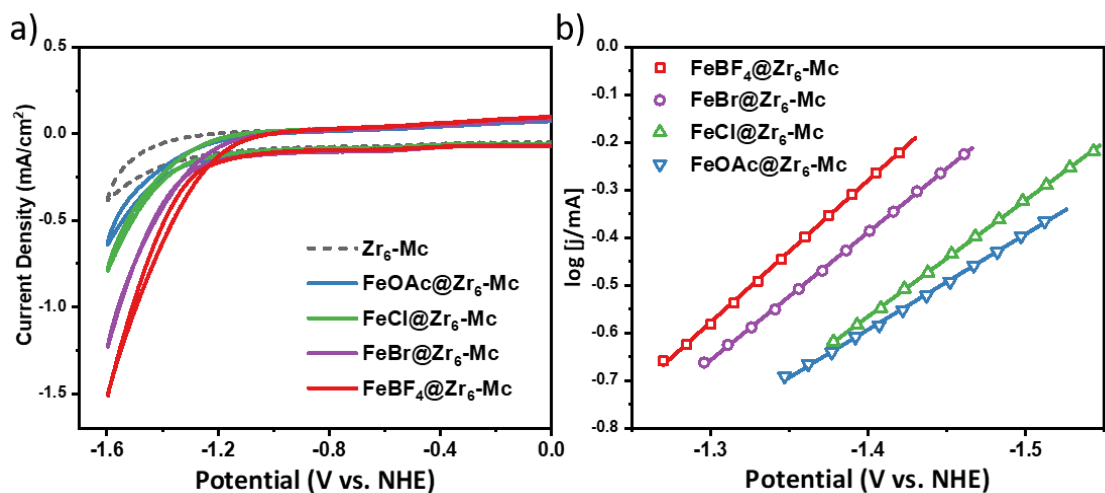 a)
Current Density (mA/cm²)
0.5
0.0
-0.5
-1.0
-1.5
Zr₆-Mc
FeOAc@Zr₆-Mc
FeCl@Zr₆-Mc
FeBr@Zr₆-Mc
FeBF₄@Zr₆-Mc
-1.6
-1.2
-0.8
-0.4
0.0
Potential (V vs. NHE)
b)
log [j/mA]
0.0
-0.1
-0.2
-0.3
-0.4
-0.5
-0.6
-0.7
-0.8
FeBF₄@Zr₆-Mc
FeBr@Zr₆-Mc
FeCl@Zr₆-Mc
FeOAc@Zr₆-Mc
-1.3
-1.4
-1.5
Potential (V vs. NHE)